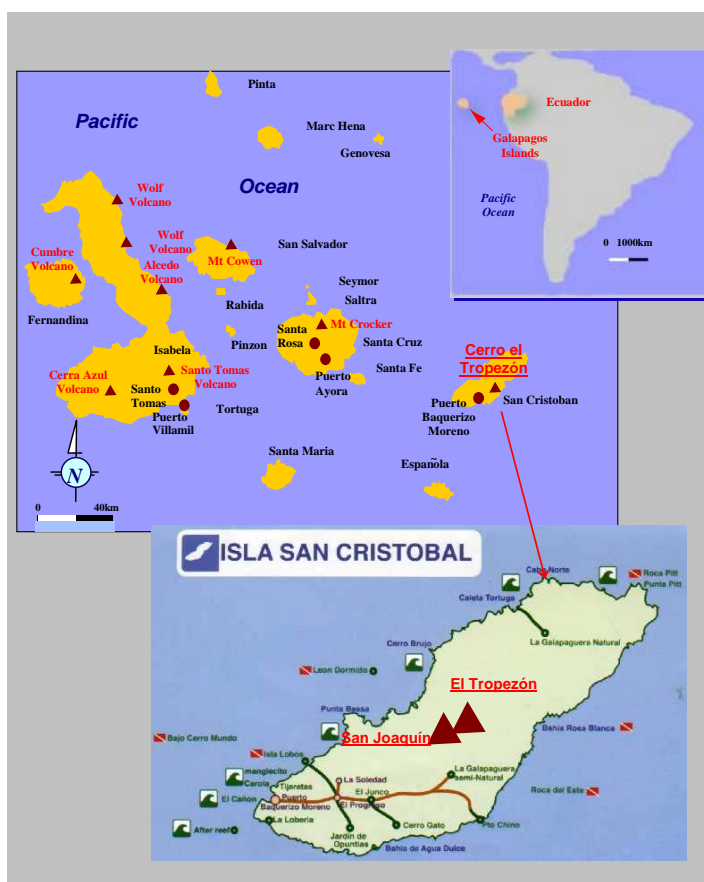 Pinta
Pacific
Marc Hena
Genovesa
Ocean
Wolf
Volcano
Wolf
Volcano
San Salvador
Cumbre
Volcano
Alcedo
Volcano
Mt Cowen
Seymor
Saltra
Rabida
Fernandina
Santa
Rosa
Mt Crocker
Pinzon
Santa Cruz
Isabela
Cerra Azul
Volcano
Santo
Tomas
Santo Tomas
Volcano
Puerto
Ayora
Santa Fe
Puerto
Villamil
Tortuga
Cerro el
Tropezón
San Cristoban
Puerto
Baquerizo
Moreno
Santa Maria
Española
N
0 40km
Ecuador
Galapagos
Islands
Pacific
Ocean
0 1000km
ISLA SAN CRISTOBAL
Cabo Norte
Roca Pitt
Punta Pitt
Caleta Tortuga
La Galapaguera Natural
Cerro Brujo
Leon Dormido
El Tropezón
Punta Bassa
San Joaquín
Bahia Rosa Blanca
Bajo Cerro Mundo
Isla Lobos
manglecito
Carola
Tijeretas
La Soledad
La Galapaguera
semi-Natural
El Cañon
Puerto
Baquerizo Moreno
El Progreso
El Junco
Roca del Este
After reef
La Loberia
Jardin de
Opuntias
Cerro Gato
Pto Chino
Bahia de Agua Dulce